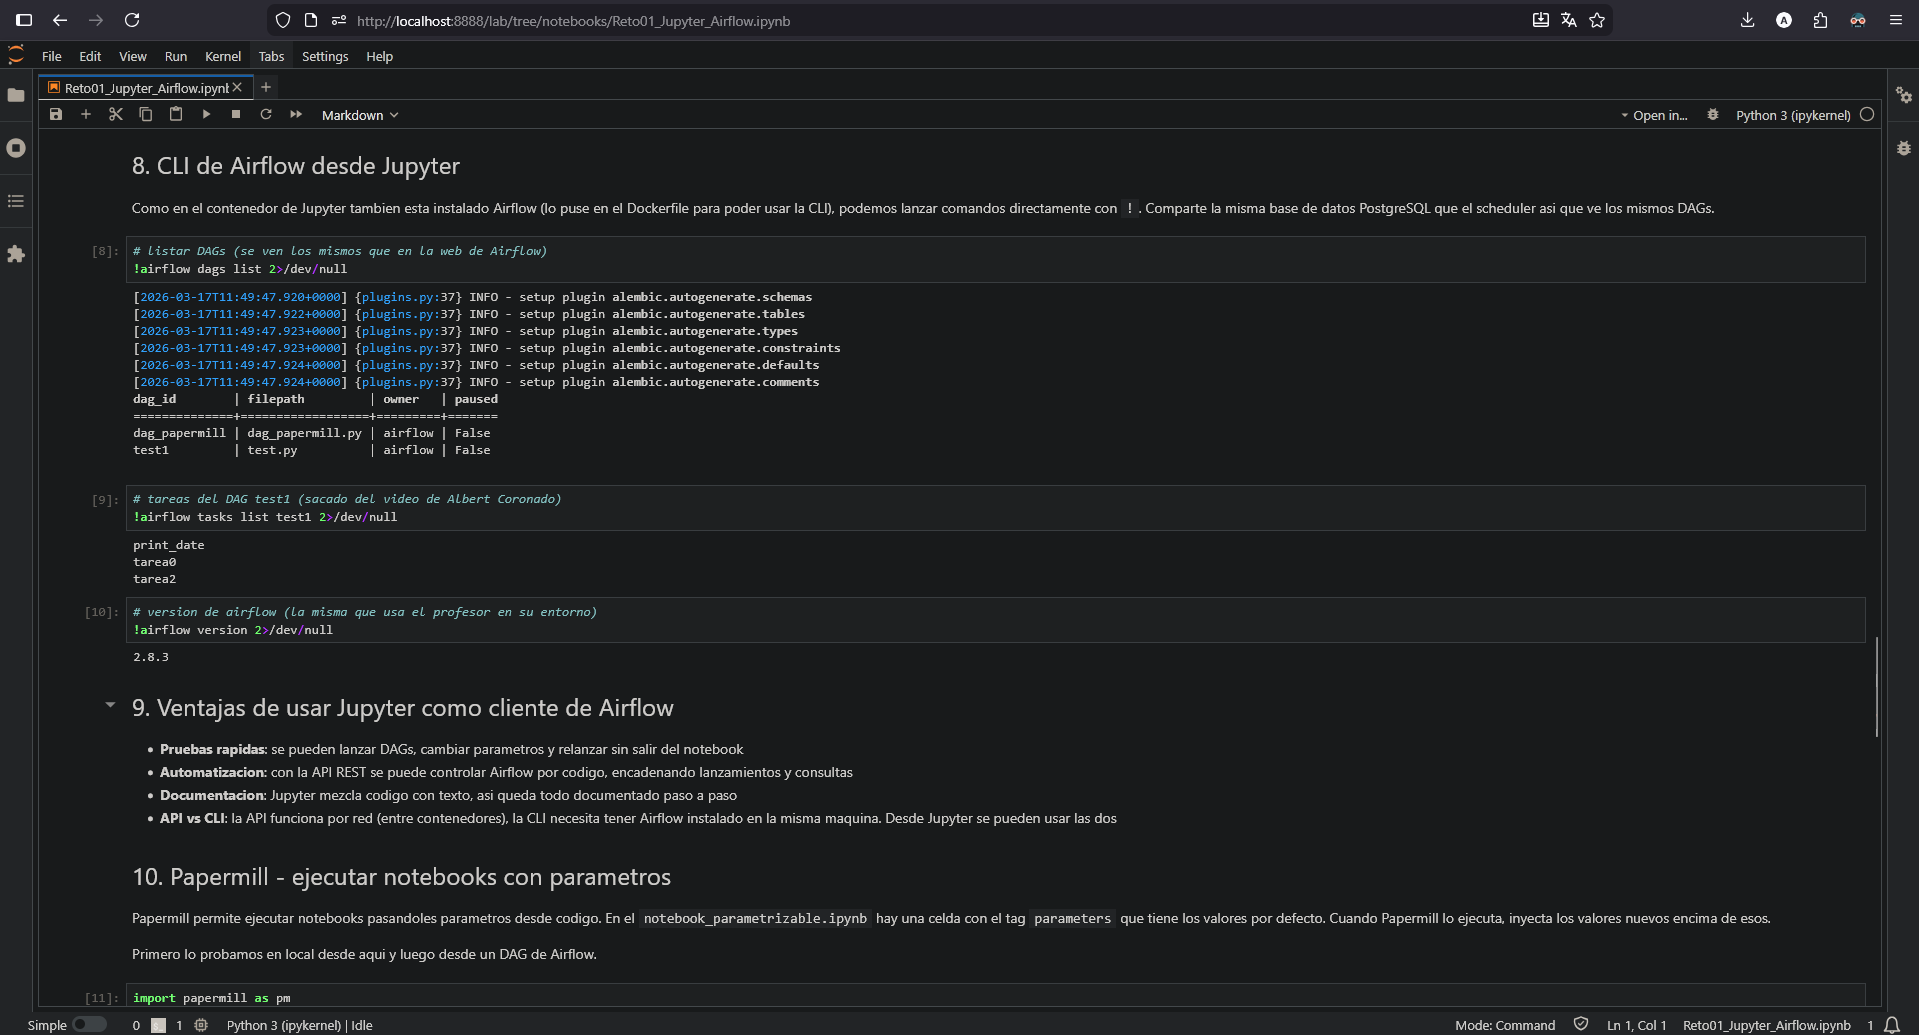 http://localhost:8888/lab/tree/notebooks/Reto01_Jupyter_Airflow.ipynb
A
File Edit View Run Kernel Tabs Settings Help
Reto01_Jupyter_Airflow.ipynb
Markdown
Open in...
Python 3 (ipykernel)
8. CLI de Airflow desde Jupyter
Como en el contenedor de Jupyter tambien esta instalado Airflow (lo puse en el Dockerfile para poder usar la CLI), podemos lanzar comandos directamente con !. Comparte la misma base de datos PostgreSQL que el scheduler asi que ve los mismos DAGs.
[8]: # listar DAGs (se ven los mismos que en la web de Airflow)
!airflow dags list 2>/dev/null
[2026-03-17T11:49:47.920+0000] {plugins.py:37} INFO - setup plugin alembic.autogenerate.schemas
[2026-03-17T11:49:47.922+0000] {plugins.py:37} INFO - setup plugin alembic.autogenerate.tables
[2026-03-17T11:49:47.923+0000] {plugins.py:37} INFO - setup plugin alembic.autogenerate.types
[2026-03-17T11:49:47.923+0000] {plugins.py:37} INFO - setup plugin alembic.autogenerate.constraints
[2026-03-17T11:49:47.924+0000] {plugins.py:37} INFO - setup plugin alembic.autogenerate.defaults
[2026-03-17T11:49:47.924+0000] {plugins.py:37} INFO - setup plugin alembic.autogenerate.comments
dag_id        | filepath         | owner   | paused
==============+==================+=========+=======
dag_papermill | dag_papermill.py | airflow | False
test1         | test.py          | airflow | False
[9]: # tareas del DAG test1 (sacado del video de Albert Coronado)
!airflow tasks list test1 2>/dev/null
print_date
tarea0
tarea2
[10]: # version de airflow (la misma que usa el profesor en su entorno)
!airflow version 2>/dev/null
2.8.3
9. Ventajas de usar Jupyter como cliente de Airflow
• Pruebas rapidas: se pueden lanzar DAGs, cambiar parametros y relanzar sin salir del notebook
• Automatizacion: con la API REST se puede controlar Airflow por codigo, encadenando lanzamientos y consultas
• Documentacion: Jupyter mezcla codigo con texto, asi queda todo documentado paso a paso
• API vs CLI: la API funciona por red (entre contenedores), la CLI necesita tener Airflow instalado en la misma maquina. Desde Jupyter se pueden usar las dos
10. Papermill - ejecutar notebooks con parametros
Papermill permite ejecutar notebooks pasandoles parametros desde codigo. En el notebook_parametrizable.ipynb hay una celda con el tag parameters que tiene los valores por defecto. Cuando Papermill lo ejecuta, inyecta los valores nuevos encima de esos.
Primero lo probamos en local desde aqui y luego desde un DAG de Airflow.
[11]: import papermill as pm
Simple 0 1 Python 3 (ipykernel) | Idle
Mode: Command Ln 1, Col 1 Reto01_Jupyter_Airflow.ipynb 1